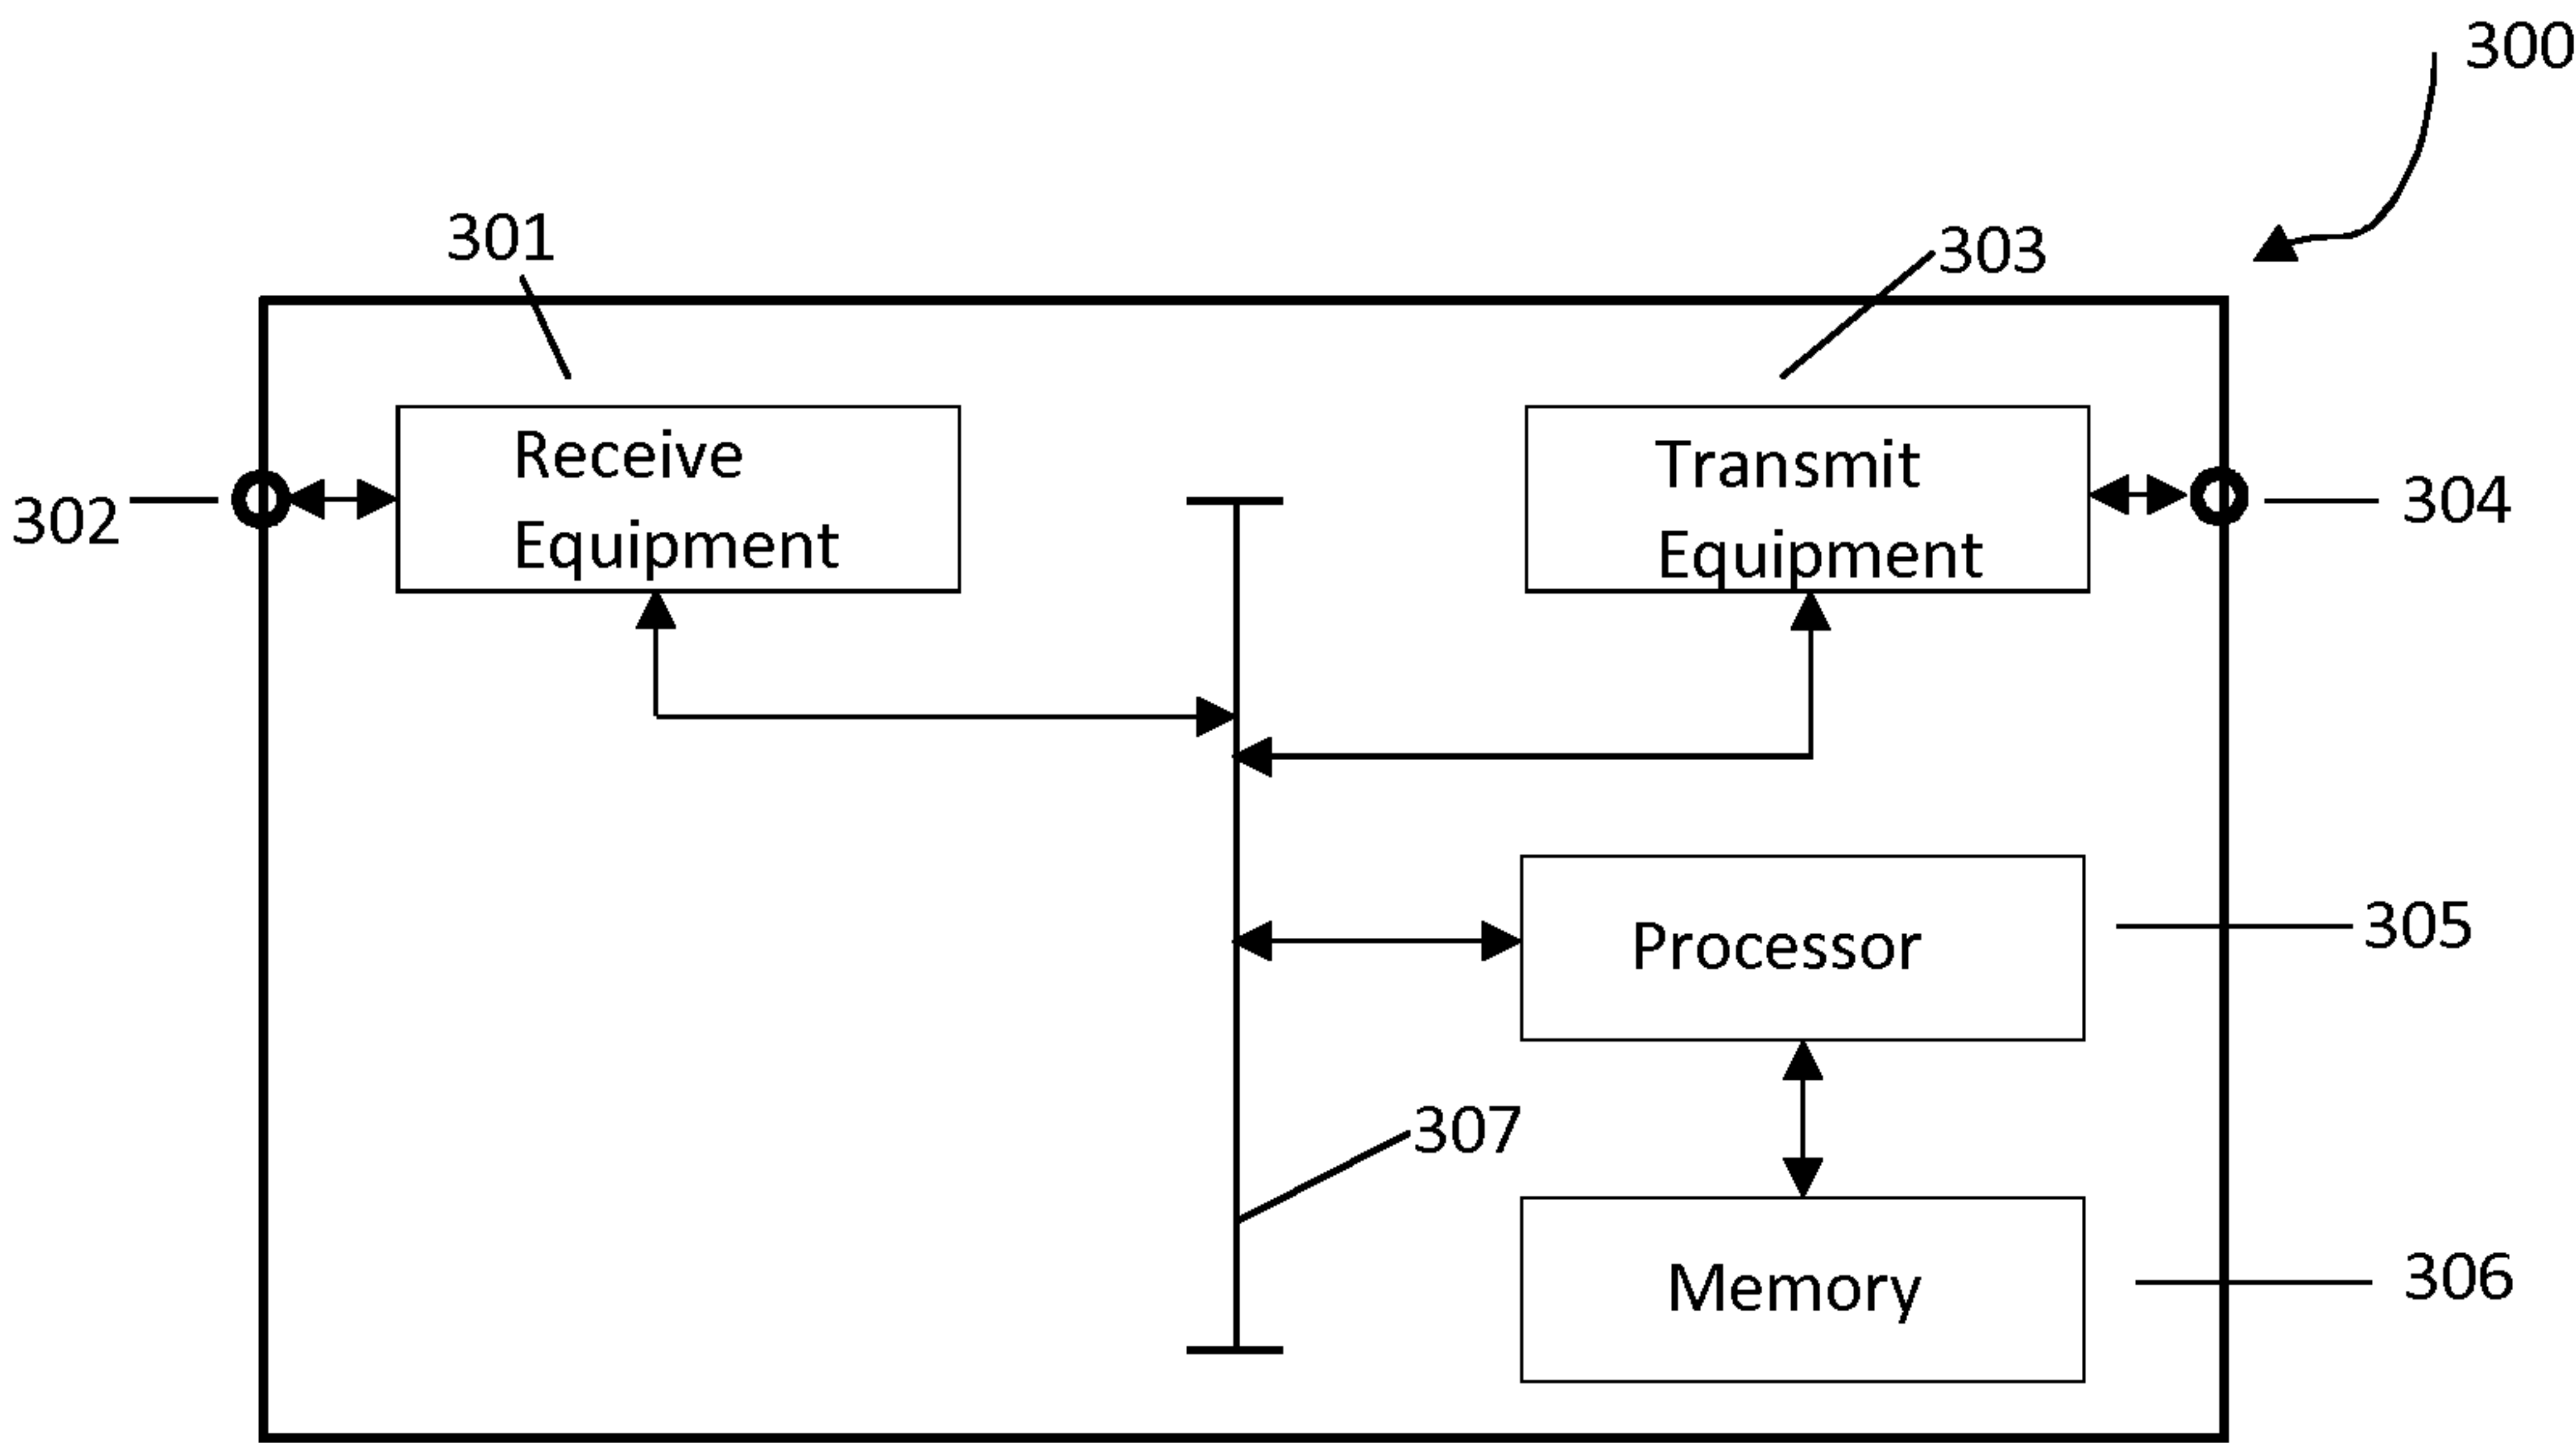 300
301
303
Receive
Equipment
Transmit
Equipment
302
304
Processor
305
307
Memory
306